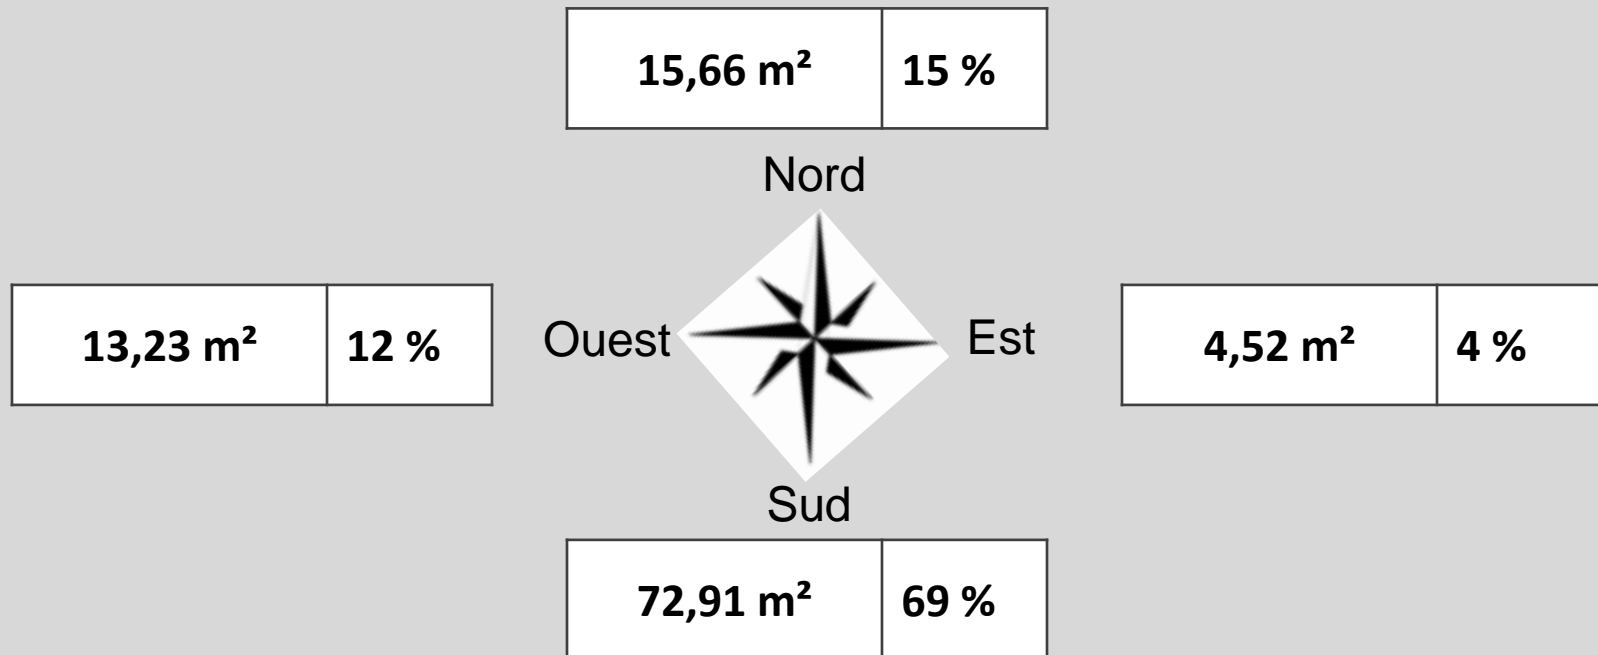 15,66 m² 15 %
Nord
13,23 m² 12 % Ouest Est 4,52 m² 4 %
Sud
72,91 m² 69 %